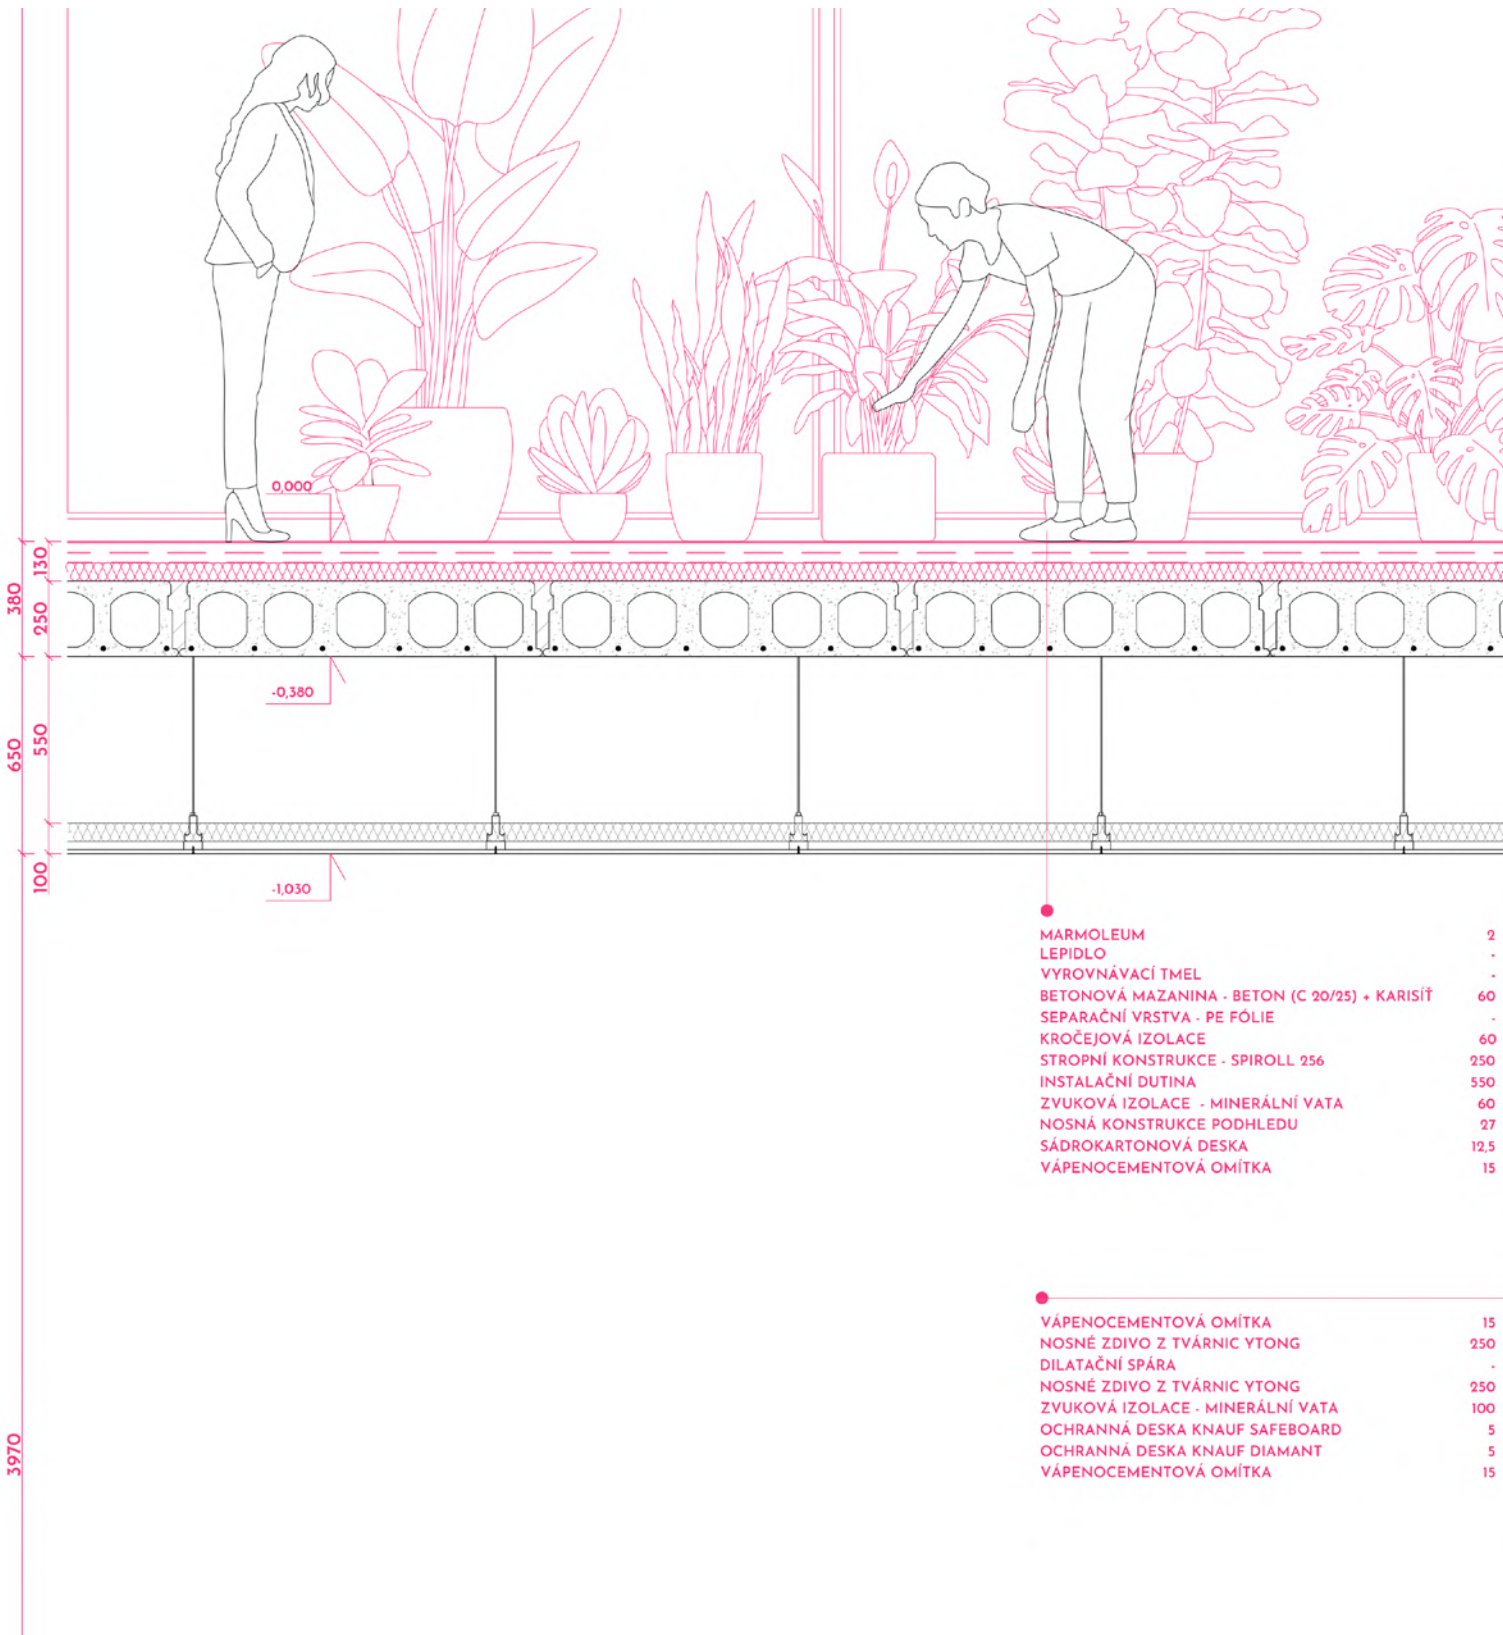 0,000
130
380
250
-0,380
550
650
100
-1,030
MARMOLEUM 2
LEPIDLO -
VYROVNÁVACÍ TMEL -
BETONOVÁ MAZANINA - BETON (C 20/25) + KARISÍŤ 60
SEPARAČNÍ VRSTVA - PE FÓLIE -
KROČEJOVÁ IZOLACE 60
STROPNÍ KONSTRUKCE - SPIROLL 256 250
INSTALAČNÍ DUTINA 550
ZVUKOVÁ IZOLACE - MINERÁLNÍ VATA 60
NOSNÁ KONSTRUKCE PODHLEDU 27
SÁDROKARTONOVÁ DESKA 12,5
VÁPENOCEMENTOVÁ OMÍTKA 15
VÁPENOCEMENTOVÁ OMÍTKA 15
NOSNÉ ZDIVO Z TVÁRNIC YTONG 250
DILATAČNÍ SPÁRA -
NOSNÉ ZDIVO Z TVÁRNIC YTONG 250
ZVUKOVÁ IZOLACE - MINERÁLNÍ VATA 100
OCHRANNÁ DESKA KNAUF SAFEBOARD 5
OCHRANNÁ DESKA KNAUF DIAMANT 5
VÁPENOCEMENTOVÁ OMÍTKA 15
3970